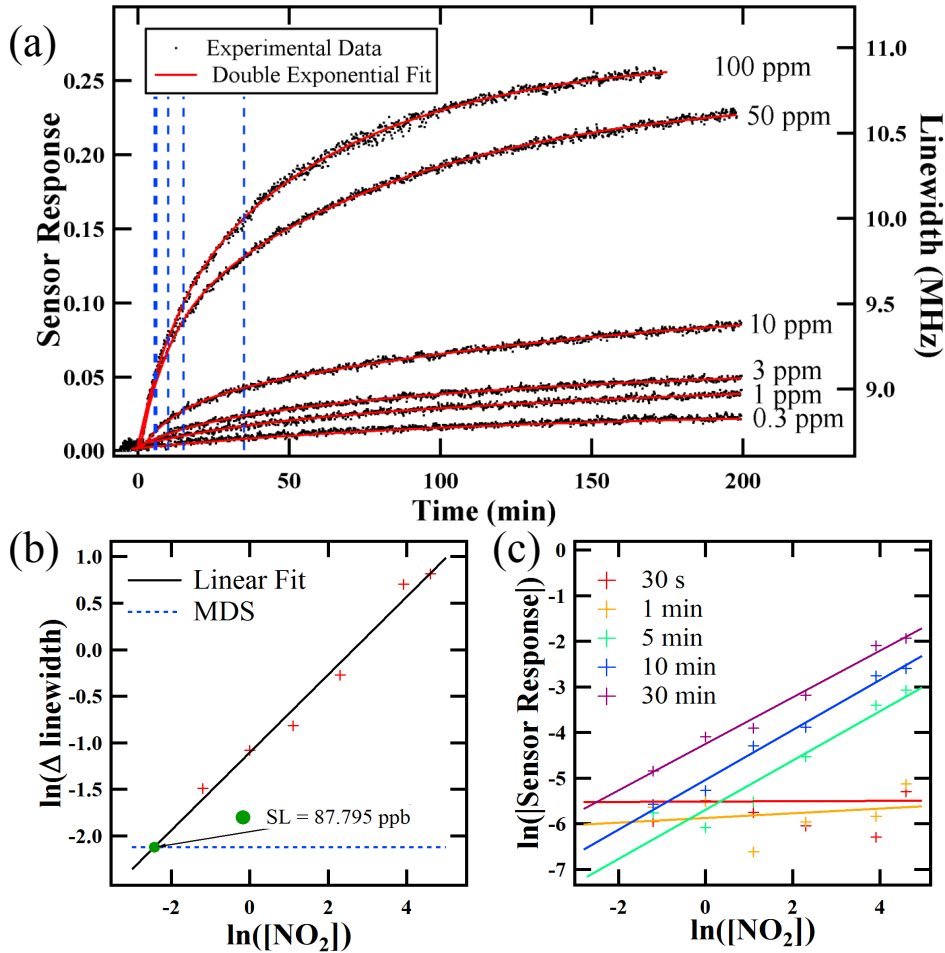 (a)
Experimental Data
Double Exponential Fit
100 ppm
50 ppm
10 ppm
3 ppm
1 ppm
0.3 ppm
Sensor Response
0.25
0.20
0.15
0.10
0.05
0.00
11.0
10.5
10.0
9.5
9.0
Linewidth (MHz)
0
50
100
150
200
Time (min)
(b)
Linear Fit
MDS
SL = 87.795 ppb
ln(Δ linewidth)
1.0
0.5
0.0
-0.5
-1.0
-1.5
-2.0
-2
0
2
4
ln([NO₂])
(c)
30 s
1 min
5 min
10 min
30 min
ln(|Sensor Response|)
0
-1
-2
-3
-4
-5
-6
-7
-2
0
2
4
ln([NO₂])